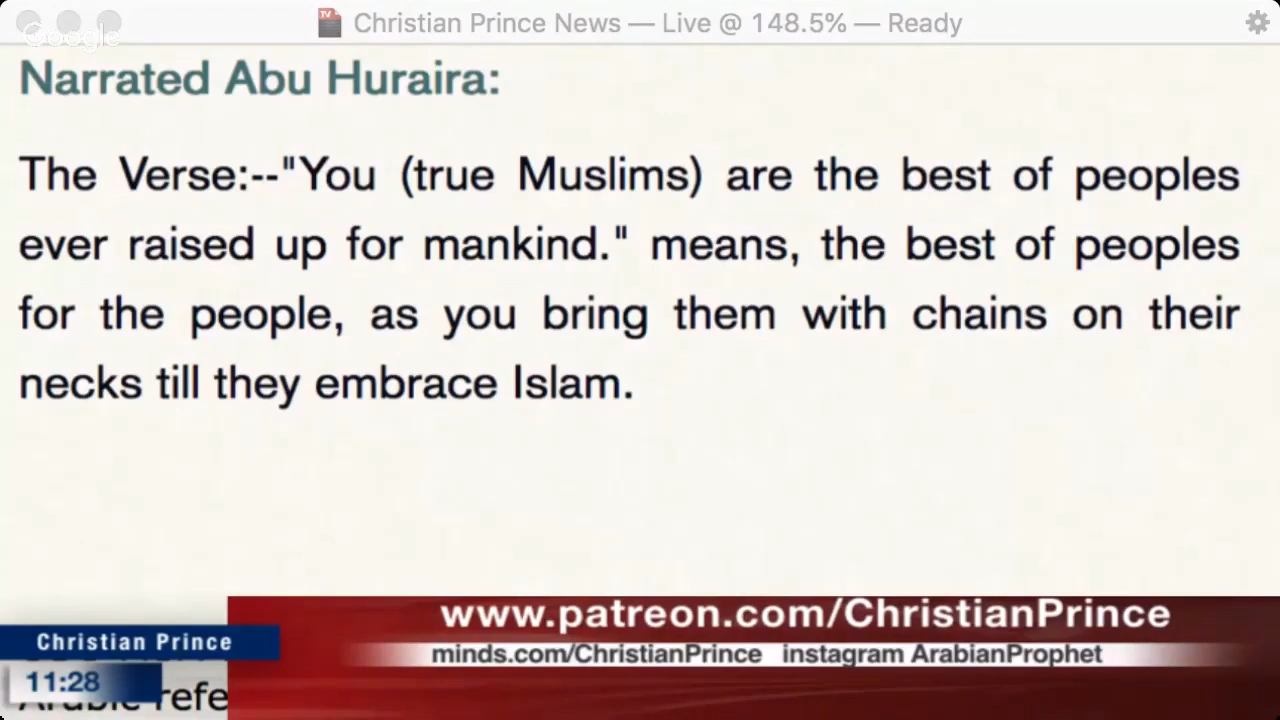 Christian Prince News — Live @ 148.5% — Ready
Google
Narrated Abu Huraira:
The Verse:--"You (true Muslims) are the best of peoples
ever raised up for mankind." means, the best of peoples
for the people, as you bring them with chains on their
necks till they embrace Islam.
www.patreon.com/ChristianPrince
Christian Prince
minds.com/ChristianPrince instagram ArabianProphet
11:28